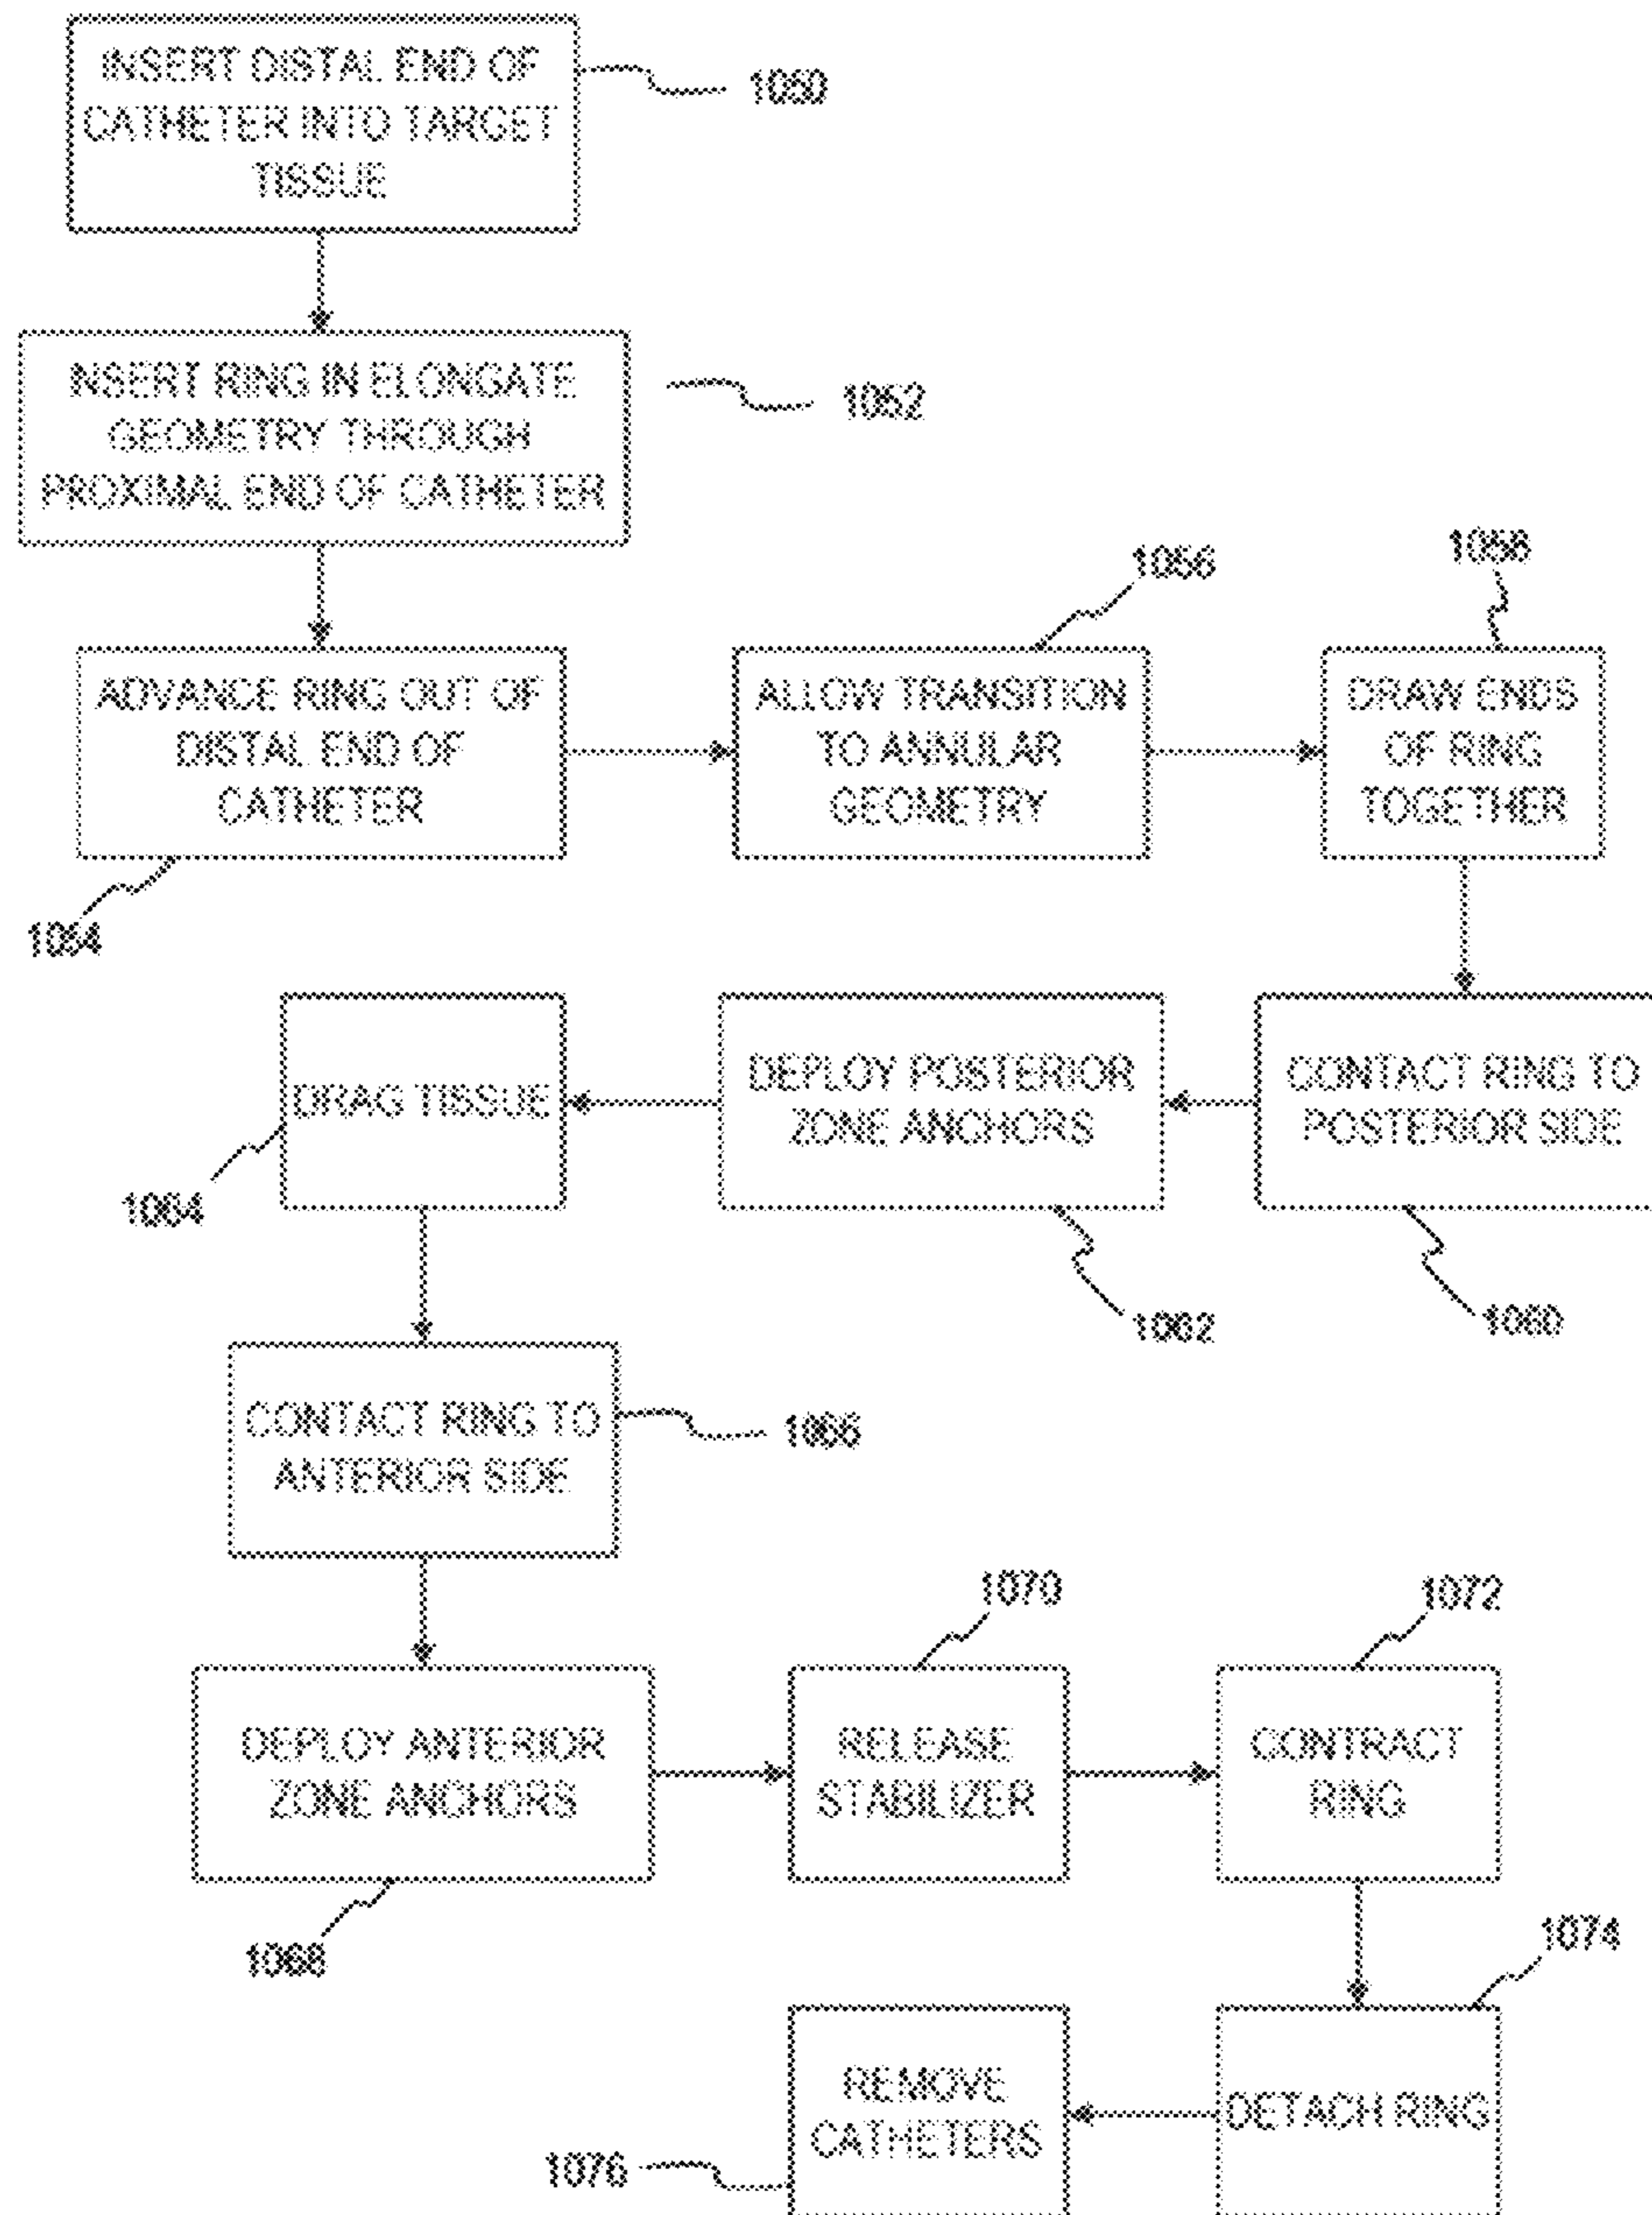 INSERT DISTAL END OF
CATHETER INTO TARGET
TISSUE
1050
INSERT RING IN ELONGATE
GEOMETRY THROUGH
PROXIMAL END OF CATHETER
1052
ADVANCE RING OUT OF
DISTAL END OF
CATHETER
1054
ALLOW TRANSITION
TO ANNULAR
GEOMETRY
1056
DRAW ENDS
OF RING
TOGETHER
1058
CONTACT RING TO
POSTERIOR SIDE
1060
DEPLOY POSTERIOR
ZONE ANCHORS
1062
DRAG TISSUE
1064
CONTACT RING TO
ANTERIOR SIDE
1066
DEPLOY ANTERIOR
ZONE ANCHORS
1068
RELEASE
STABILIZER
1070
CONTRACT
RING
1072
DETACH RING
1074
REMOVE
CATHETERS
1076